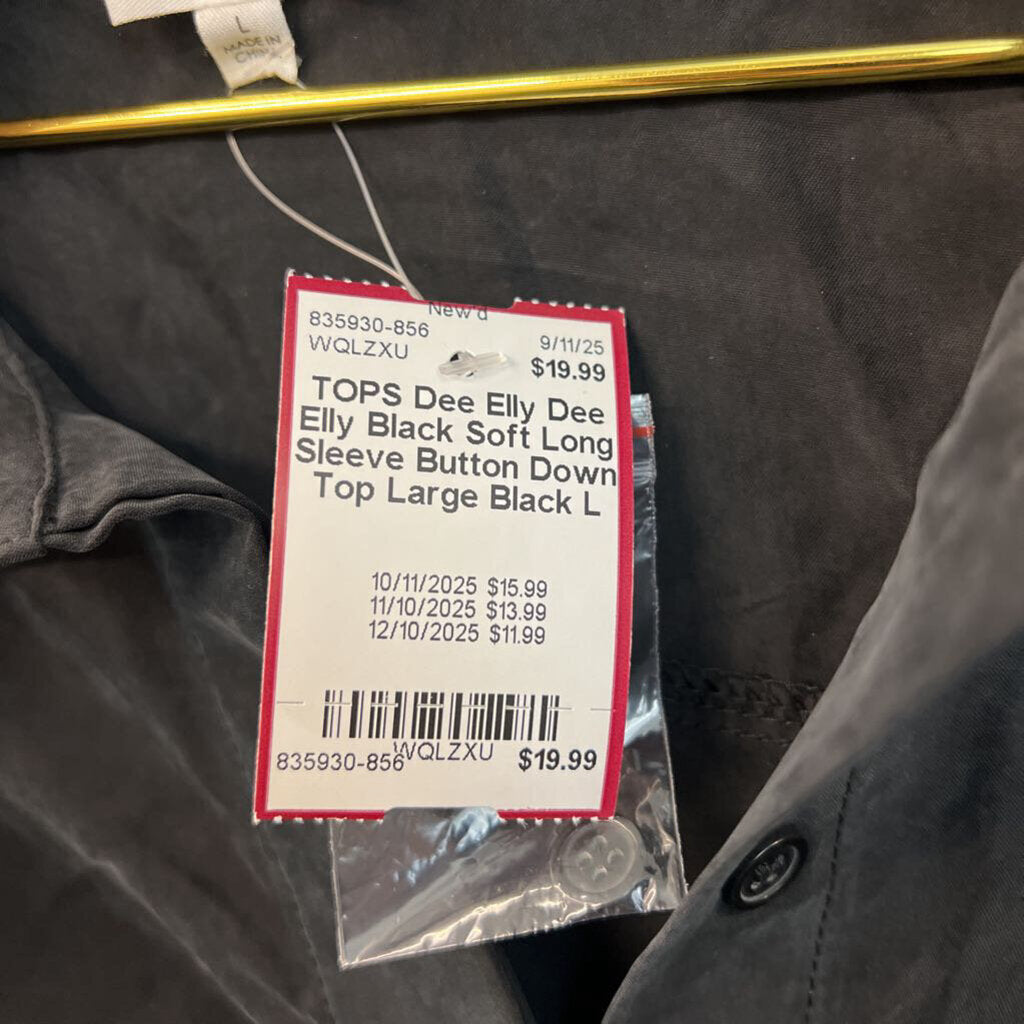 L
MADE IN
CHINA
New'd
835930-856
WQLZXU
9/11/25
$19.99
TOPS Dee Elly Dee
Elly Black Soft Long
Sleeve Button Down
Top Large Black L
10/11/2025 $15.99
11/10/2025 $13.99
12/10/2025 $11.99
WQLZXU
835930-856
$19.99